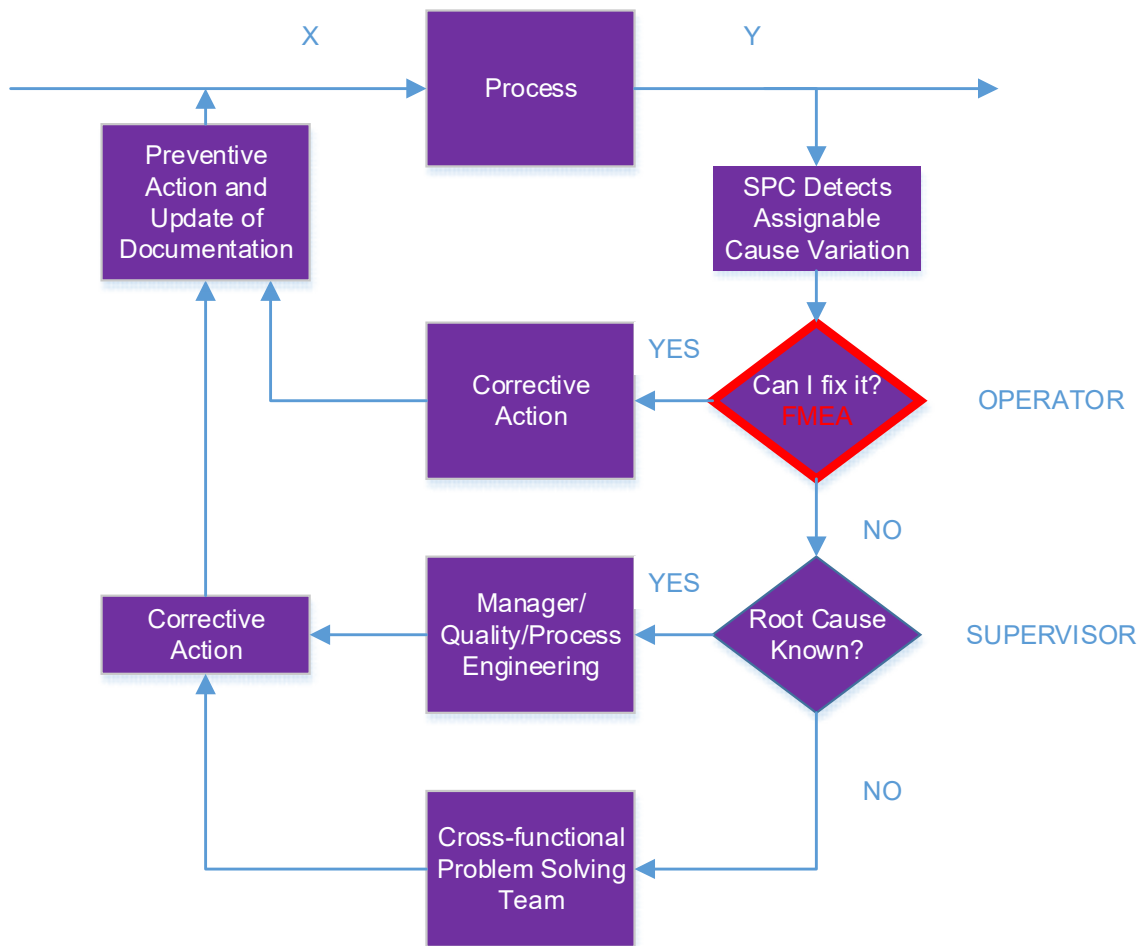 X
Y
Process
Preventive
Action and
Update of
Documentation
SPC Detects
Assignable
Cause Variation
YES
Corrective
Action
Can I fix it?
FMEA
OPERATOR
NO
Corrective
Action
Manager/
Quality/Process
Engineering
YES
Root Cause
Known?
SUPERVISOR
NO
Cross-functional
Problem Solving
Team